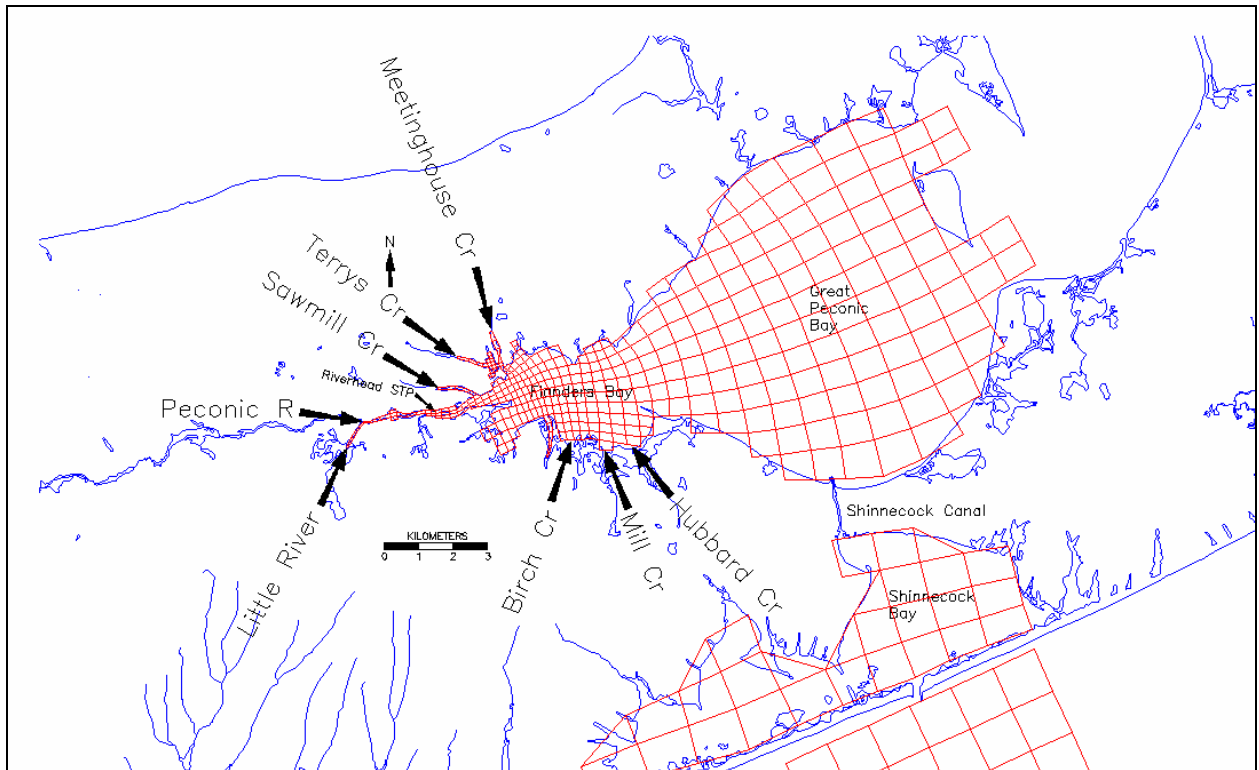 Meetinghouse Cr
N
Terrys Cr
Sawmill Cr
Riverhead STP
Peconic R
Great
Peconic
Bay
Flanders Bay
Little River
KILOMETERS
0 1 2 3
Birch Cr
Mill Cr
Hubbard Cr
Shinnecock Canal
Shinnecock
Bay